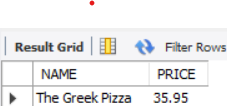 Result Grid Filter Rows
NAME PRICE
The Greek Pizza 35.95